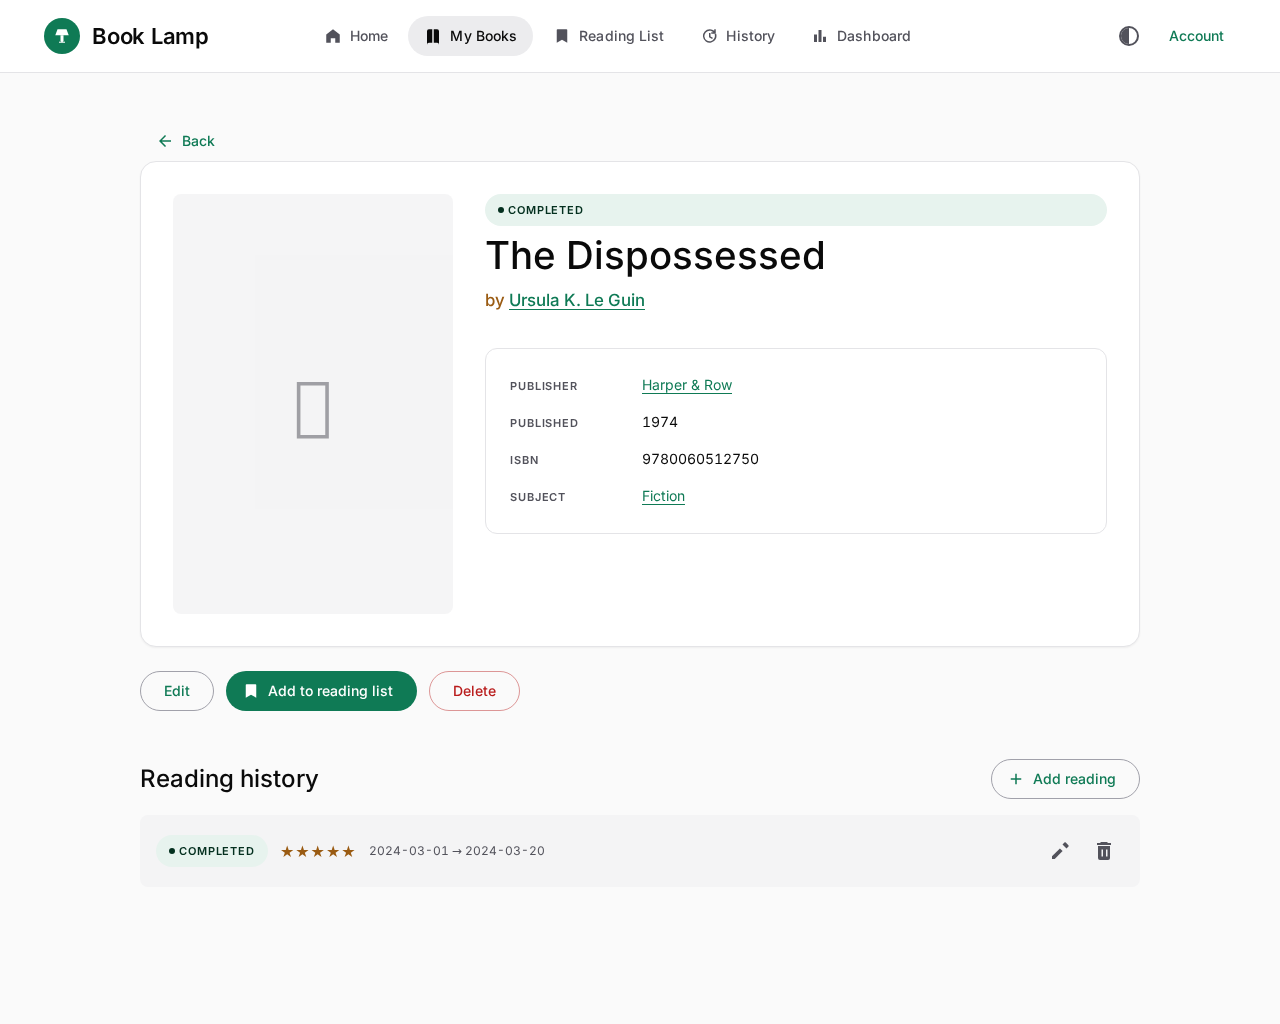 Book Lamp
Home
My Books
Reading List
History
Dashboard
Account
Back
COMPLETED
The Dispossessed
by Ursula K. Le Guin
PUBLISHER Harper & Row
PUBLISHED 1974
ISBN 9780060512750
SUBJECT Fiction
Edit
Add to reading list
Delete
Reading history
Add reading
COMPLETED ★★★★★ 2024-03-01 → 2024-03-20